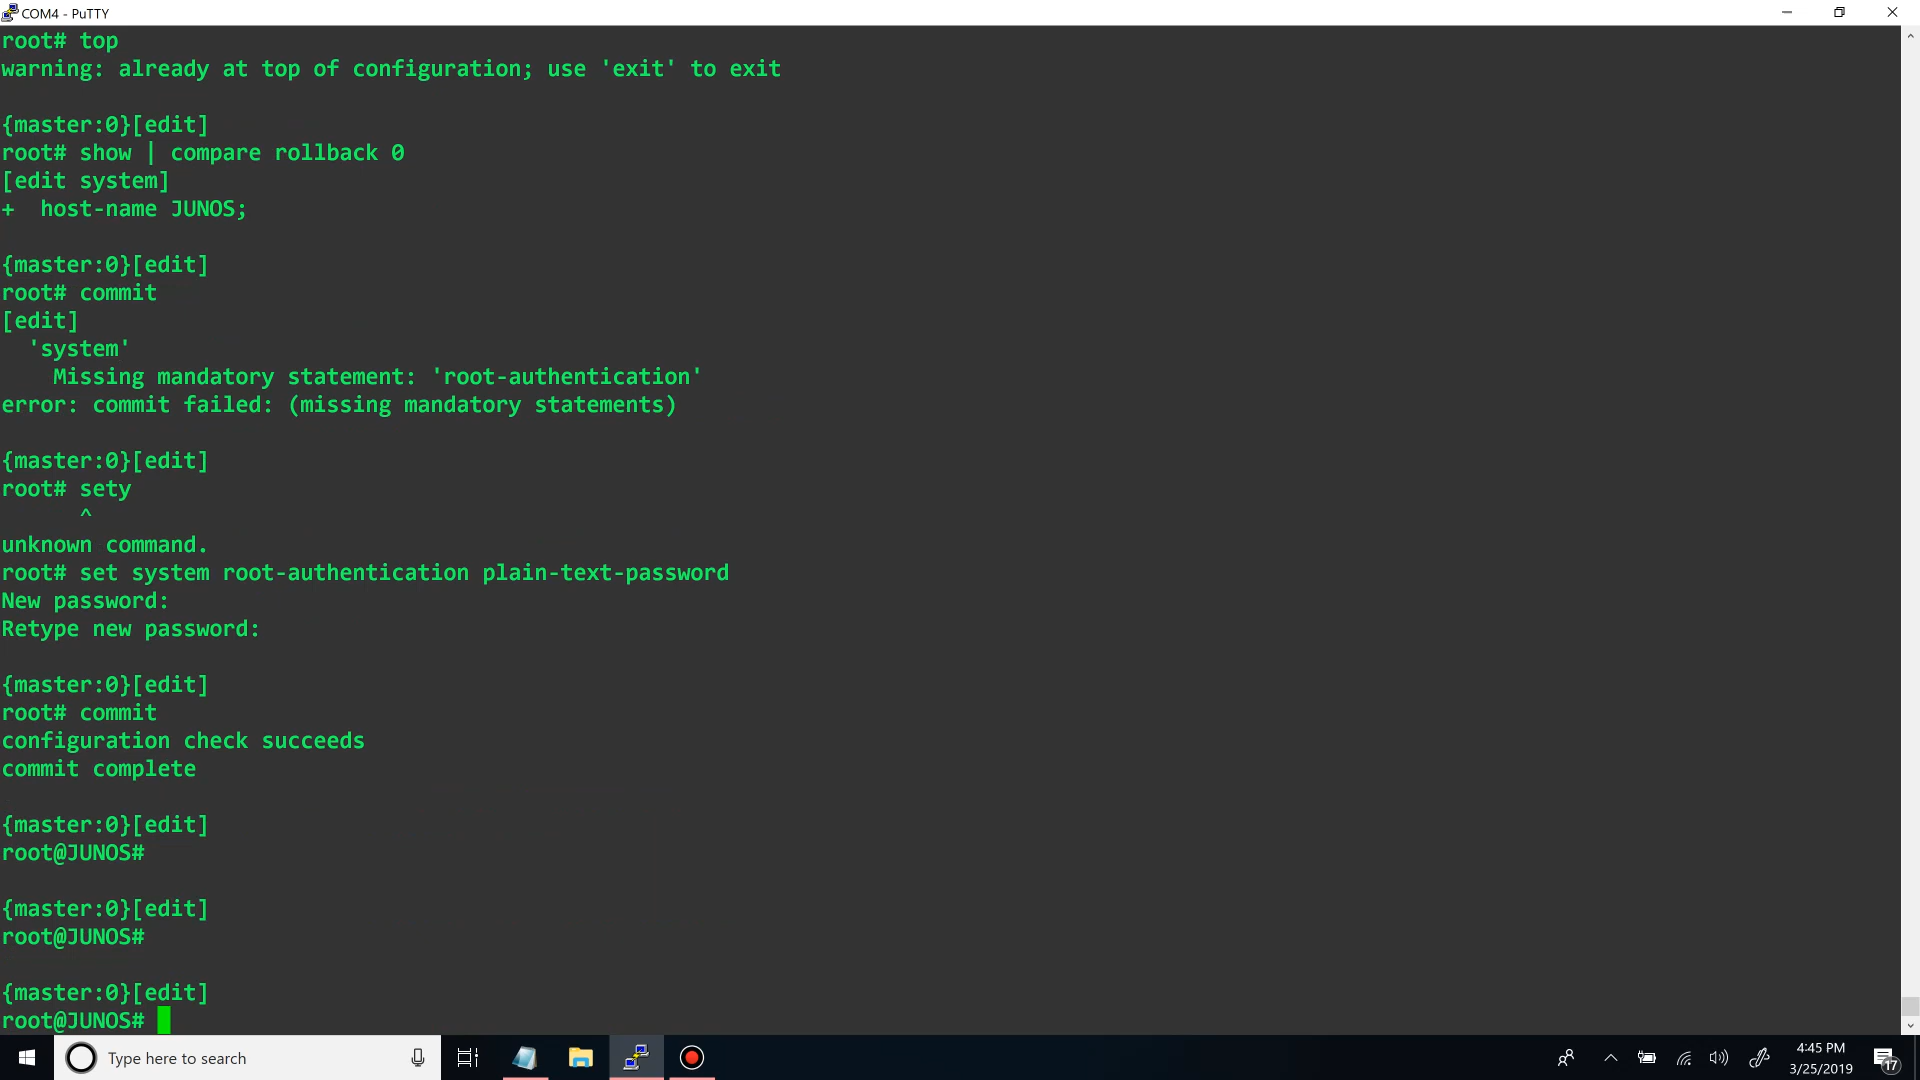 COM4 - PuTTY
root# top
warning: already at top of configuration; use 'exit' to exit
{master:0}[edit]
root# show | compare rollback 0
[edit system]
+  host-name JUNOS;
{master:0}[edit]
root# commit
[edit]
  'system'
    Missing mandatory statement: 'root-authentication'
error: commit failed: (missing mandatory statements)
{master:0}[edit]
root# sety
      ^
unknown command.
root# set system root-authentication plain-text-password
New password:
Retype new password:
{master:0}[edit]
root# commit
configuration check succeeds
commit complete
{master:0}[edit]
root@JUNOS#
{master:0}[edit]
root@JUNOS#
{master:0}[edit]
root@JUNOS#
Type here to search
4:45 PM
3/25/2019
17